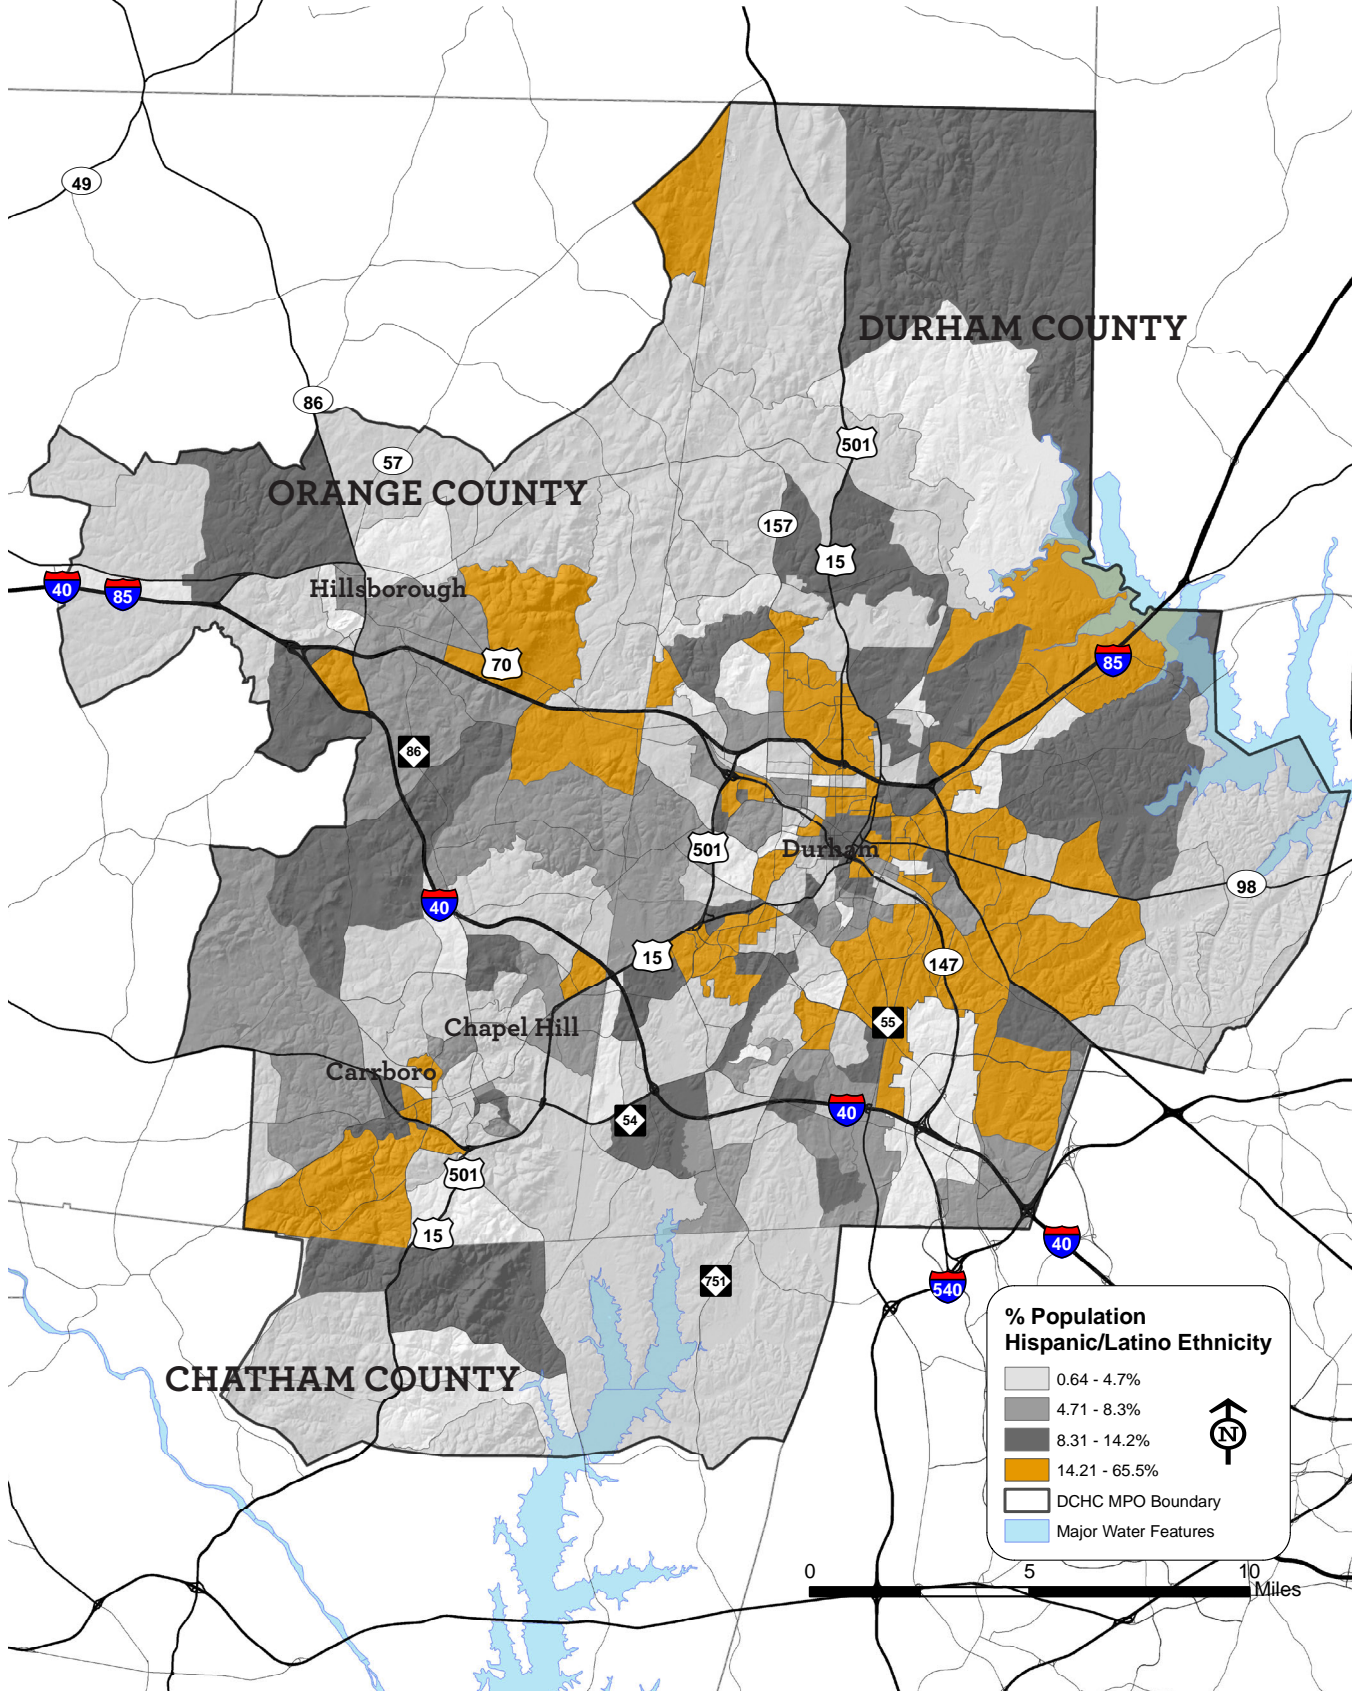 49
DURHAM COUNTY
86
501
57
ORANGE COUNTY
157
15
40
85
Hillsborough
70
85
86
501
Durham
98
40
15
147
55
Chapel Hill
Carrboro
40
54
501
15
40
751
540
% Population
Hispanic/Latino Ethnicity
0.64 - 4.7%
CHATHAM COUNTY
4.71 - 8.3%
N
8.31 - 14.2%
14.21 - 65.5%
DCHC MPO Boundary
Major Water Features
0 5 10
Miles